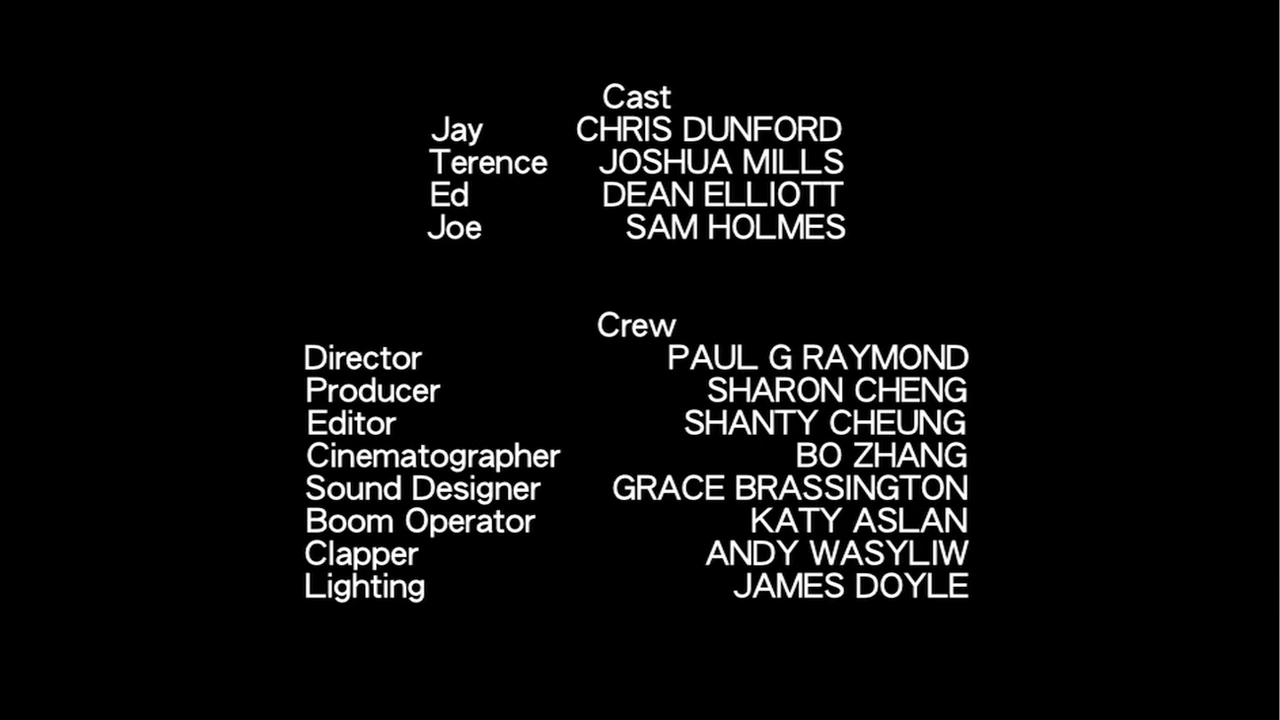 Cast
Jay CHRIS DUNFORD
Terence JOSHUA MILLS
Ed DEAN ELLIOTT
Joe SAM HOLMES
Crew
Director PAUL G RAYMOND
Producer SHARON CHENG
Editor SHANTY CHEUNG
Cinematographer BO ZHANG
Sound Designer GRACE BRASSINGTON
Boom Operator KATY ASLAN
Clapper ANDY WASYLIW
Lighting JAMES DOYLE